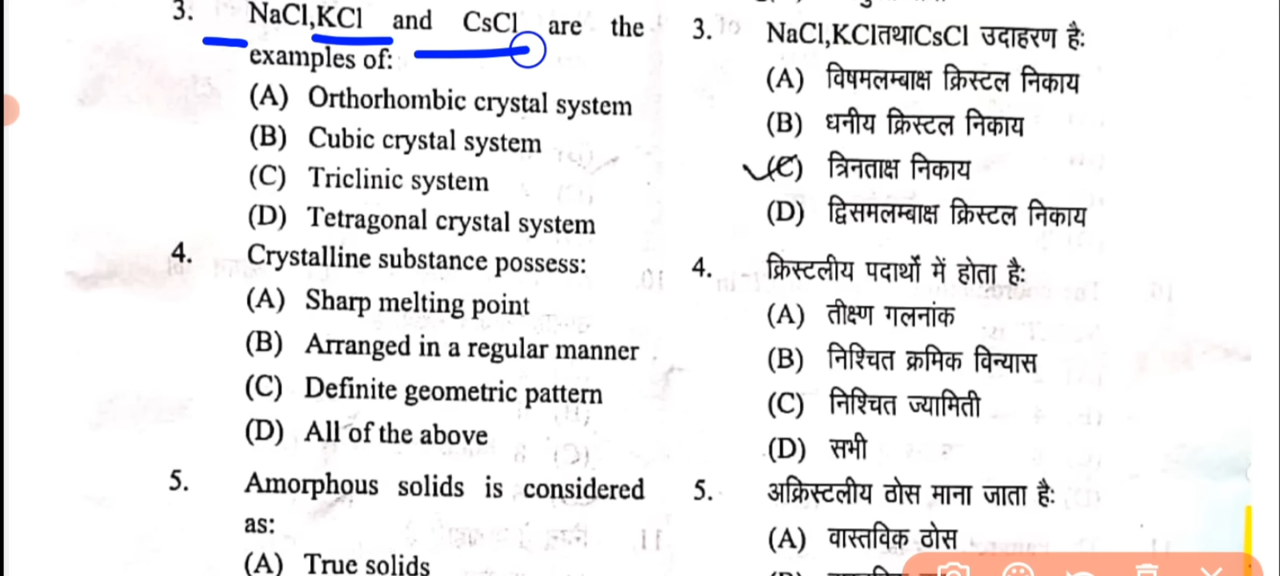 3. NaCl,KCl and CsCl are the
examples of:
(A) Orthorhombic crystal system
(B) Cubic crystal system
(C) Triclinic system
(D) Tetragonal crystal system
4. Crystalline substance possess:
(A) Sharp melting point
(B) Arranged in a regular manner
(C) Definite geometric pattern
(D) All of the above
5. Amorphous solids is considered
as:
(A) True solids
3. NaCl,KClतथाCsCl उदाहरण है:
(A) विषमलम्बाक्ष क्रिस्टल निकाय
(B) धनीय क्रिस्टल निकाय
(C) त्रिनताक्ष निकाय
(D) द्विसमलम्बाक्ष क्रिस्टल निकाय
4. क्रिस्टलीय पदार्थो में होता है:
(A) तीक्ष्ण गलनांक
(B) निश्चित क्रमिक विन्यास
(C) निश्चित ज्यामिती
(D) सभी
5. अक्रिस्टलीय ठोस माना जाता है:
(A) वास्तविक ठोस